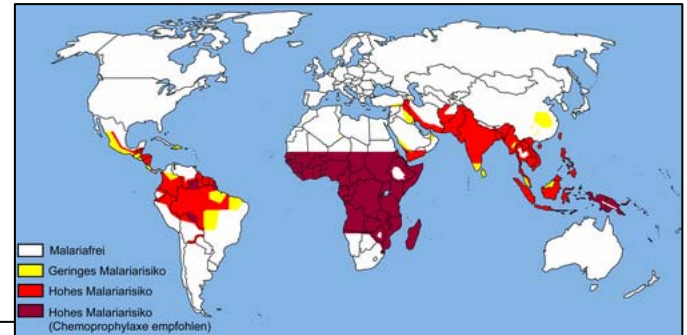 Malariafrei
Geringes Malariarisiko
Hohes Malariarisiko
Hohes Malariarisiko
(Chemoprophylaxe empfohlen)